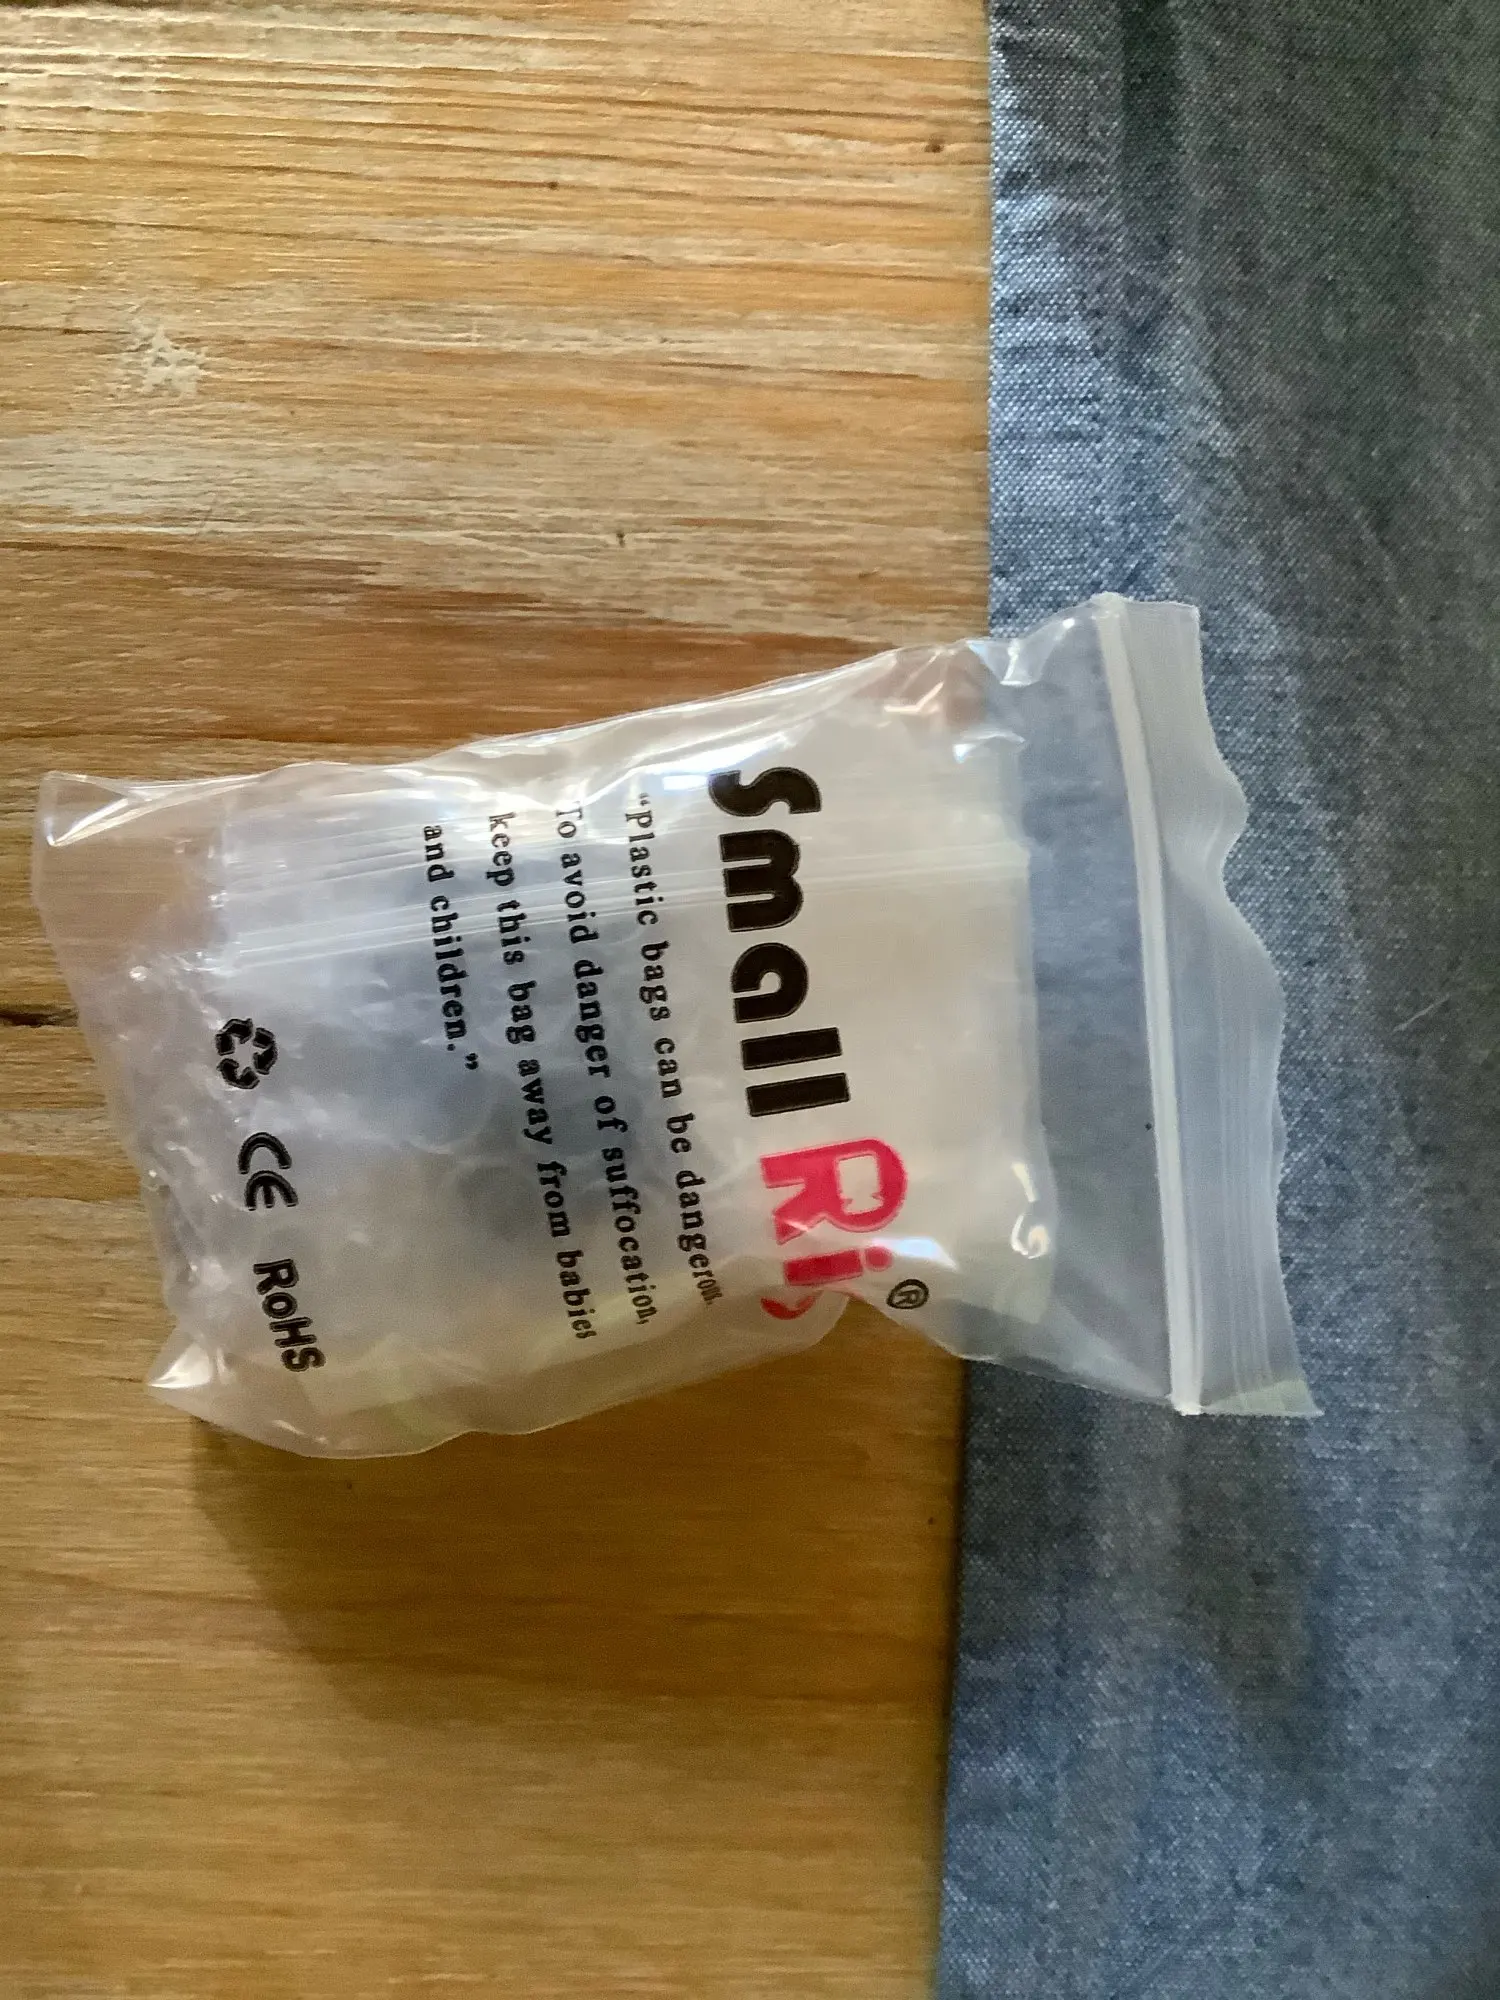 small Ri
®
“Plastic bags can be dangerou.
To avoid danger of suffocation,
keep this bag away from babies
and children.”
CE RoHS